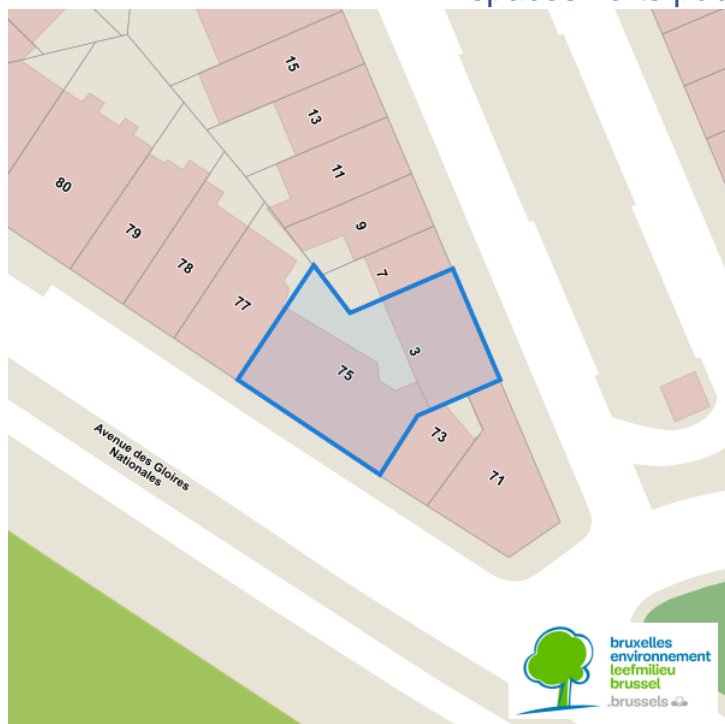 15
13
11
9
7
3
80
79
78
77
75
73
71
Avenue des Gloires
Nationales
bruxelles
environnement
leefmilieu
brussel
.brussels